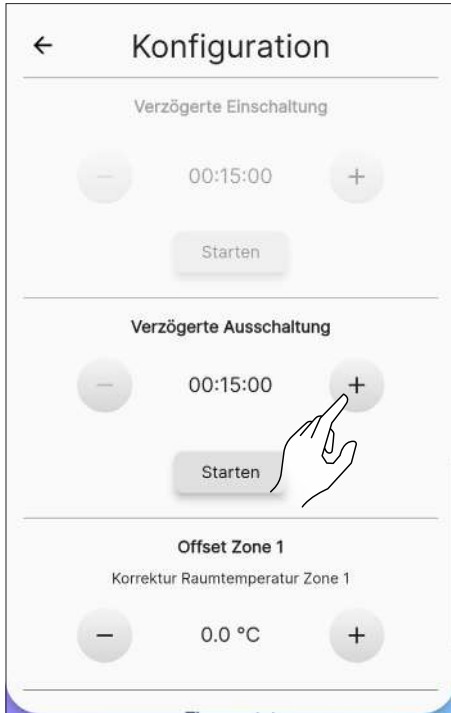 ← Konfiguration
Verzögerte Einschaltung
− 00:15:00 +
Starten
Verzögerte Ausschaltung
− 00:15:00 +
Starten
Offset Zone 1
Korrektur Raumtemperatur Zone 1
− 0.0 °C +